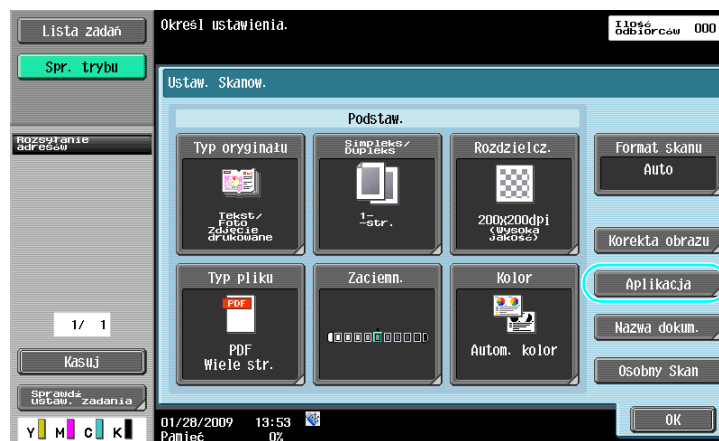 Lista zadań
Spr. trybu
Określ ustawienia.
Ilość
odbiorców 000
Ustaw. Skanow.
Podstaw.
Rozsyłanie
adresów
Typ oryginału
Tekst/
Foto
Zdjęcie
drukowane
Simpleks/
Dupleks
1-
-str.
Rozdzielcz.
200x200dpi
(Wysoka
jakość)
Format skanu
Auto
Korekta obrazu
Typ pliku
PDF
PDF
Wiele str.
Zaciemn.
Kolor
Autom. kolor
Aplikacja
Nazwa dokum.
Osobny Skan
1/ 1
Kasuj
Sprawdź
ustaw. zadania
Y M C K
01/28/2009 13:53
Pamięć 0%
OK